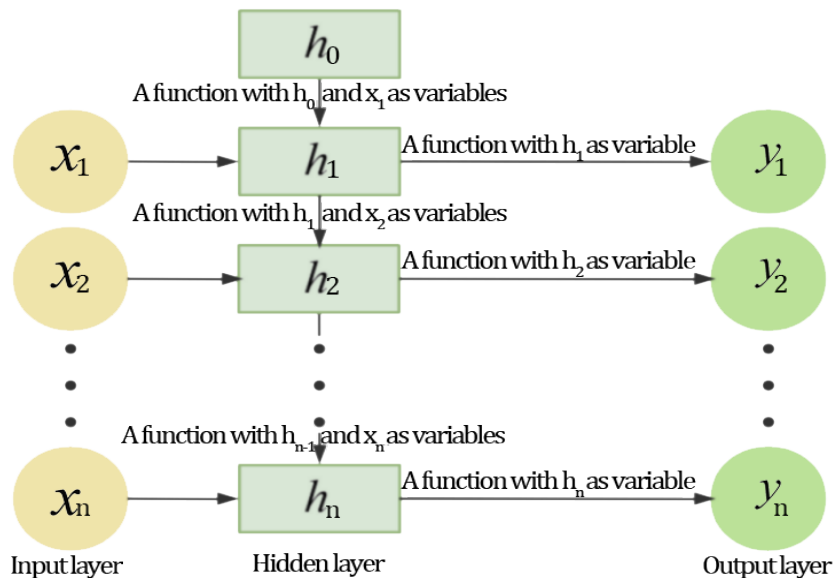 h₀
A function with h₀ and x₁ as variables
x₁
h₁
A function with h₁ as variable
y₁
A function with h₁ and x₂ as variables
x₂
h₂
A function with h₂ as variable
y₂
A function with hₙ₋₁ and xₙ as variables
xₙ
hₙ
A function with hₙ as variable
yₙ
Input layer
Hidden layer
Output layer